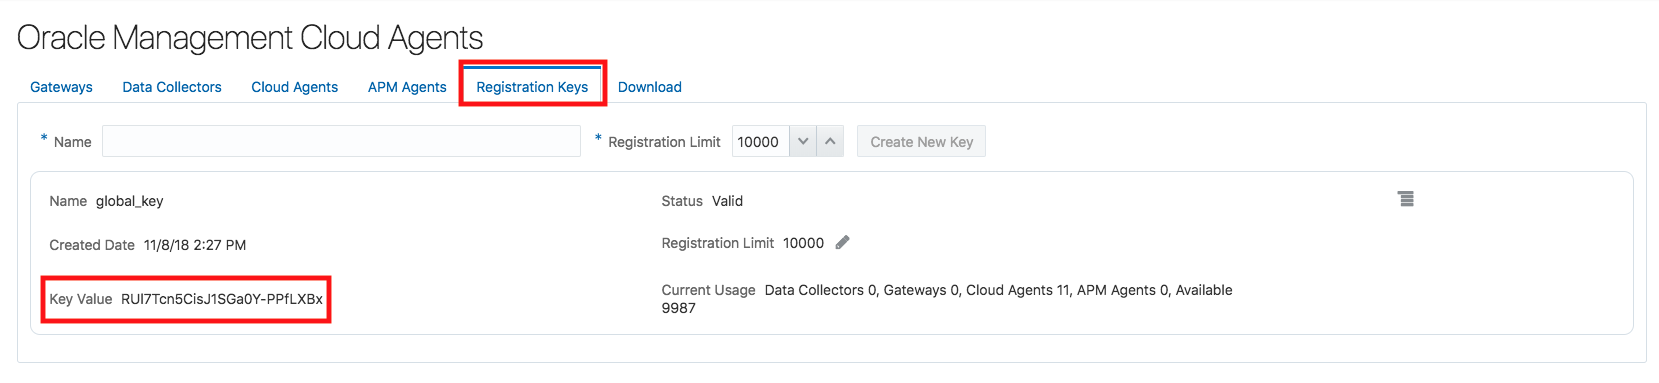 Oracle Management Cloud Agents
Gateways Data Collectors Cloud Agents APM Agents Registration Keys Download
* Name * Registration Limit 10000 Create New Key
Name global_key Status Valid
Created Date 11/8/18 2:27 PM Registration Limit 10000
Key Value RUI7Tcn5CisJ1SGa0Y-PPfLXBx Current Usage Data Collectors 0, Gateways 0, Cloud Agents 11, APM Agents 0, Available
9987